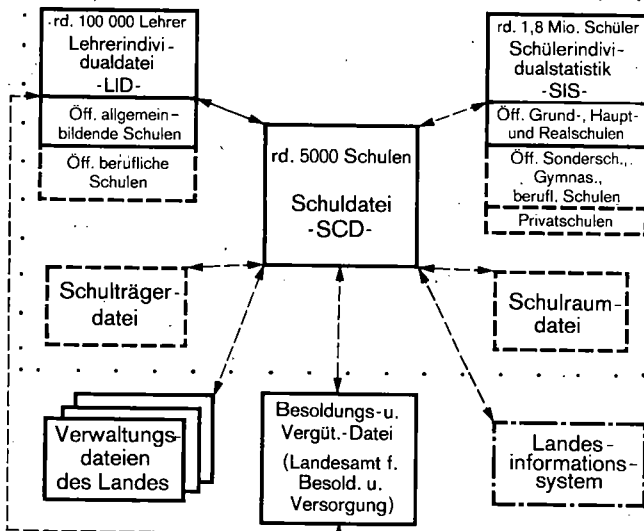 rd. 100 000 Lehrer
Lehrerindivi-
dualdatei
-LID-
Öff. allgemein-
bildende Schulen
Öff. berufliche
Schulen
rd. 5000 Schulen
Schuldatei
-SCD-
rd. 1,8 Mio. Schüler
Schülerindivi-
dualstatistik
-SIS-
Öff. Grund-, Haupt-
und Realschulen
Öff. Sondersch.,
Gymnas.,
berufl. Schulen
Privatschulen
Schulträger-
datei
Schulraum-
datei
Verwaltungs-
dateien
des Landes
Besoldungs- u.
Vergüt.-Datei
(Landesamt f.
Besold. u.
Versorgung)
Landes-
informations-
system